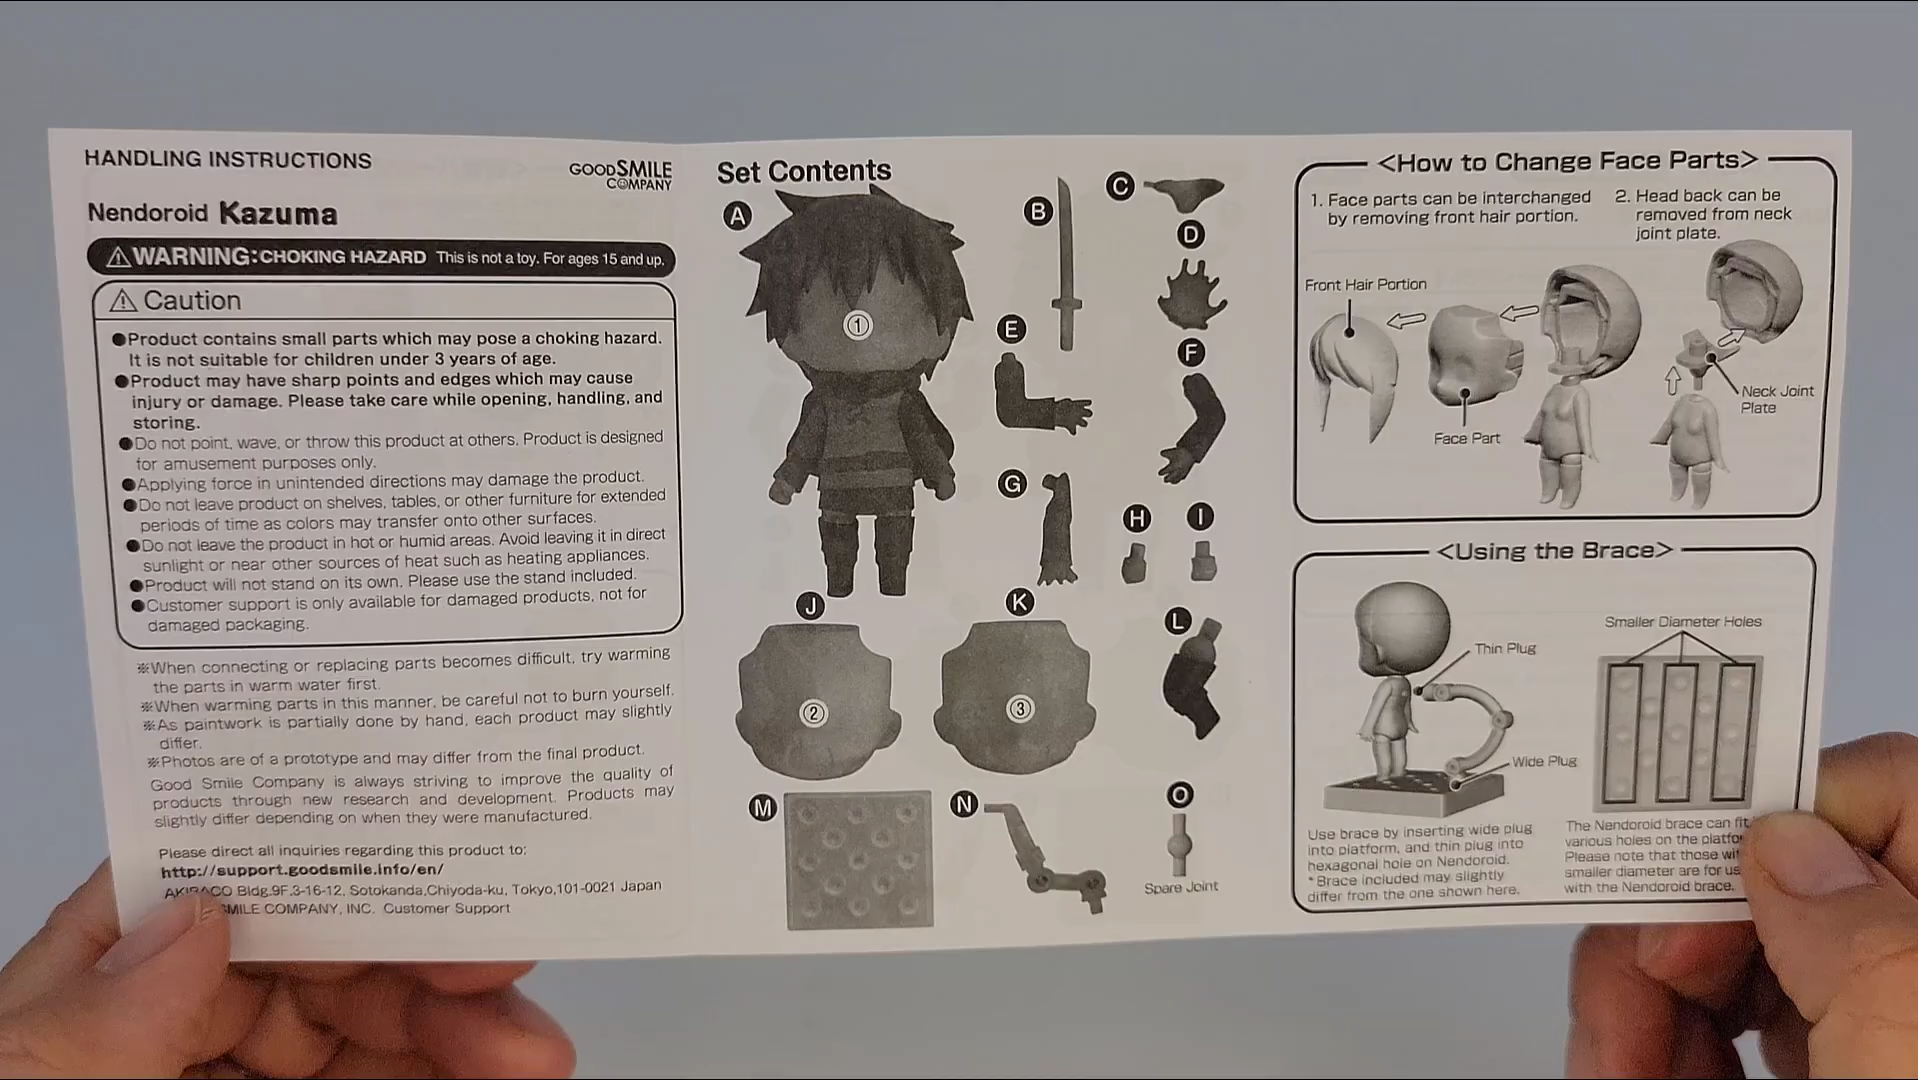 HANDLING INSTRUCTIONS
GOODSMILE
COMPANY
Nendoroid Kazuma
WARNING:CHOKING HAZARD This is not a toy. For ages 15 and up.
Caution
●Product contains small parts which may pose a choking hazard.
It is not suitable for children under 3 years of age.
●Product may have sharp points and edges which may cause
injury or damage. Please take care while opening, handling, and
storing.
●Do not point, wave, or throw this product at others. Product is designed
for amusement purposes only.
●Applying force in unintended directions may damage the product.
●Do not leave product on shelves, tables, or other furniture for extended
periods of time as colors may transfer onto other surfaces.
●Do not leave the product in hot or humid areas. Avoid leaving it in direct
sunlight or near other sources of heat such as heating appliances.
●Product will not stand on its own. Please use the stand included.
●Customer support is only available for damaged products, not for
damaged packaging.
※When connecting or replacing parts becomes difficult, try warming
the parts in warm water first.
※When warming parts in this manner, be careful not to burn yourself.
※As paintwork is partially done by hand, each product may slightly
differ.
※Photos are of a prototype and may differ from the final product.
Good Smile Company is always striving to improve the quality of
products through new research and development. Products may
slightly differ depending on when they were manufactured.
Please direct all inquiries regarding this product to:
http://support.goodsmile.info/en/
Bldg.9F,3-16-12, Sotokanda,Chiyoda-ku, Tokyo,101-0021 Japan
SMILE COMPANY, INC. Customer Support
Set Contents
A
①
B
C
D
E
F
G
H
I
J
②
K
③
L
M
N
O
Spare Joint
<How to Change Face Parts>
1. Face parts can be interchanged
by removing front hair portion.
2. Head back can be
removed from neck
joint plate.
Front Hair Portion
Face Part
Neck Joint
Plate
<Using the Brace>
Thin Plug
Wide Plug
Smaller Diameter Holes
Use brace by inserting wide plug
into platform, and thin plug into
hexagonal hole on Nendoroid.
* Brace included may slightly
differ from the one shown here.
The Nendoroid brace can fit
various holes on the
Please note that those
smaller diameter are for
with the Nendoroid brace.